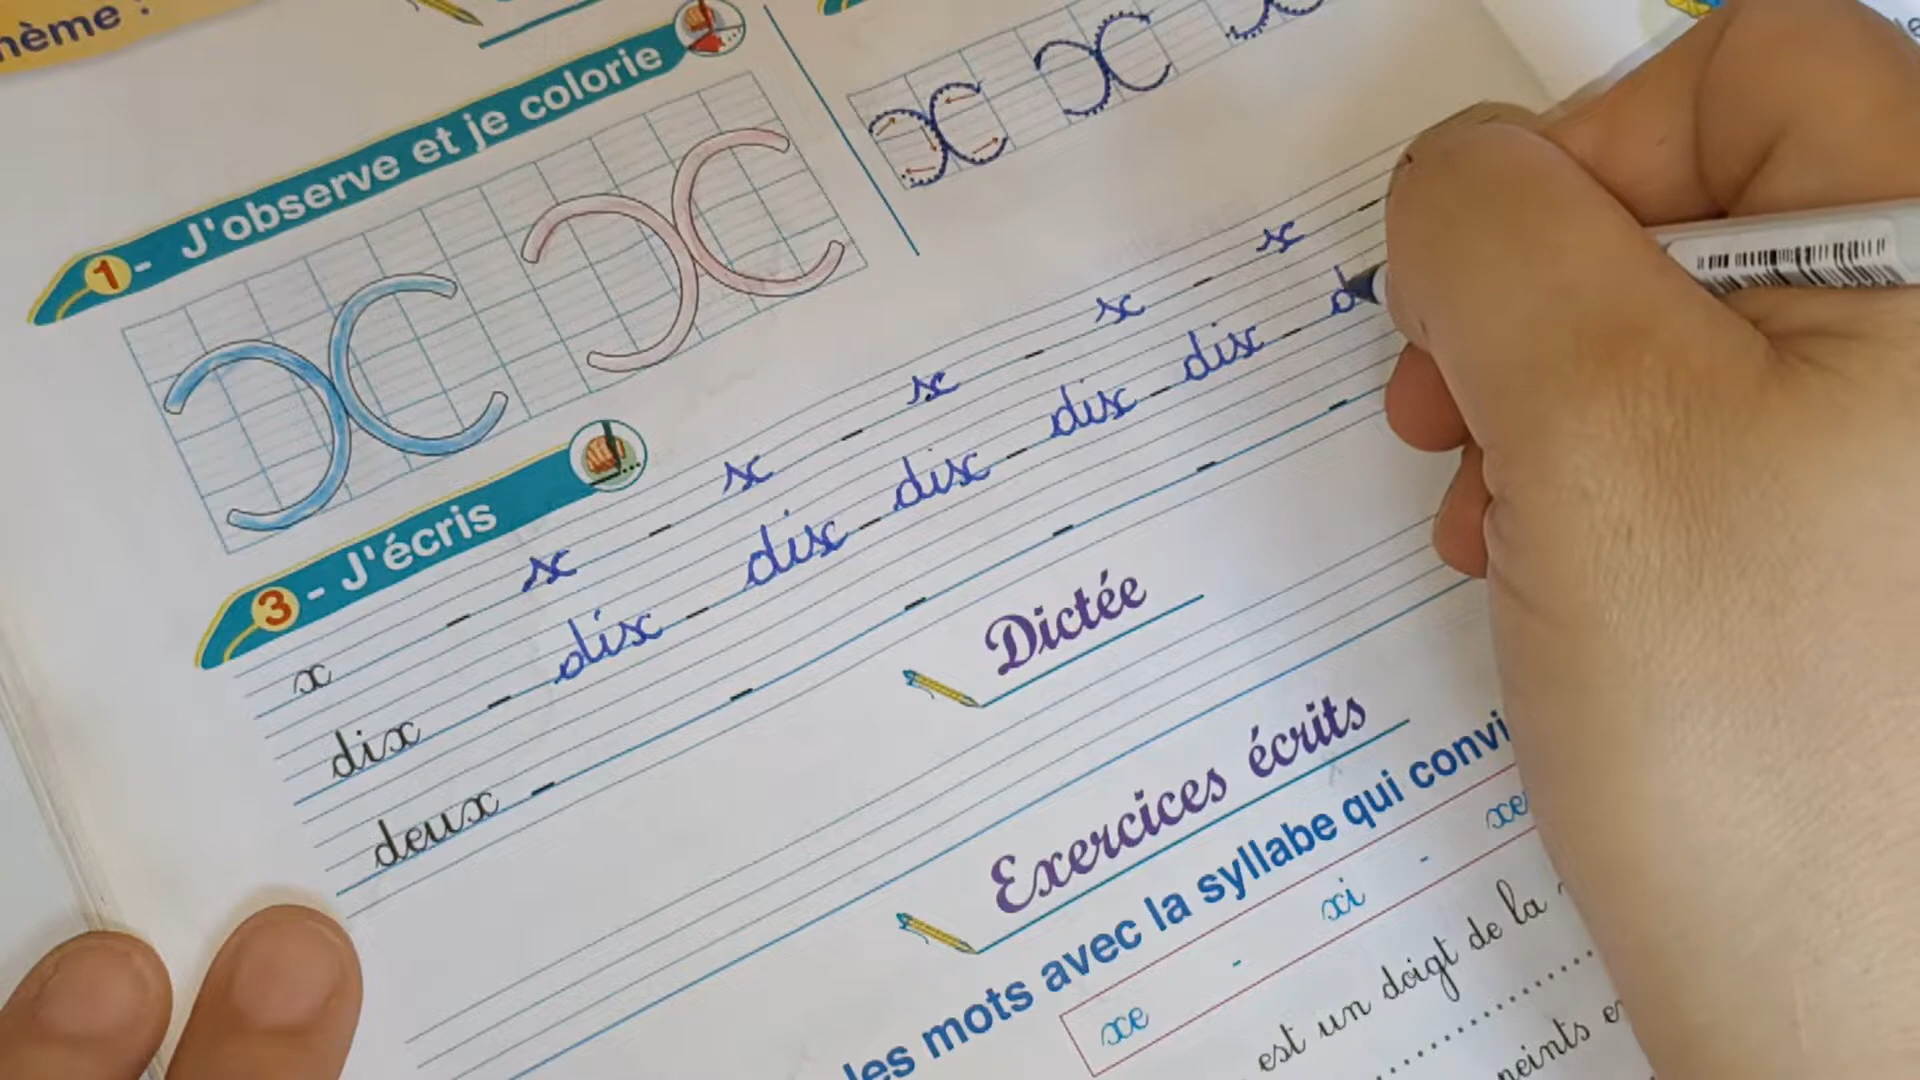 hème :
1 - J'observe et je colorie
x x
x x
3 - J'écris
x - x - x - x - x - x -
dix - dix - dix - dix - dix - dix - d
deux - - - - - -
Dictée
Exercices écrits
les mots avec la syllabe qui convi
xe - xi - xe
est un doigt de la
peints e